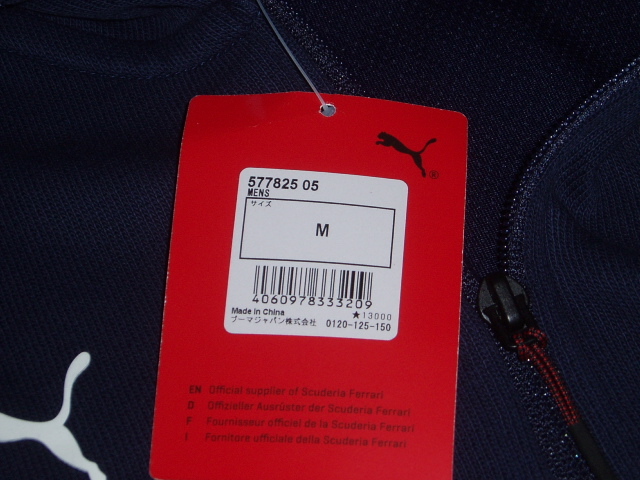 577825 05
MENS
サイズ
M
4060978333209
Made in China
★13000
プーマジャパン株式会社 0120-125-150
EN Official supplier of Scuderia Ferrari
D Offizieller Ausrüster der Scuderia Ferrari
F Fournisseur officiel de la Scuderia Ferrari
I Fornitore ufficiale della Scuderia Ferrari